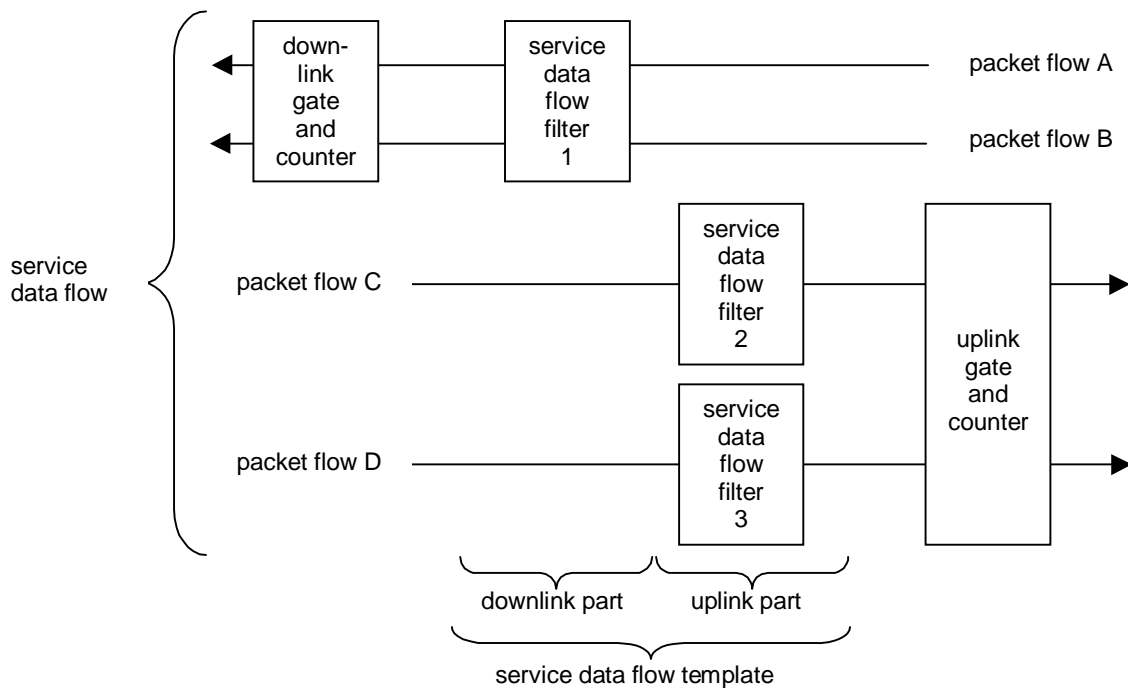 down-
link
gate
and
counter
service
data
flow
filter
1
packet flow A
packet flow B
service
data flow
packet flow C
service
data
flow
filter
2
uplink
gate
and
counter
packet flow D
service
data
flow
filter
3
downlink part
uplink part
service data flow template